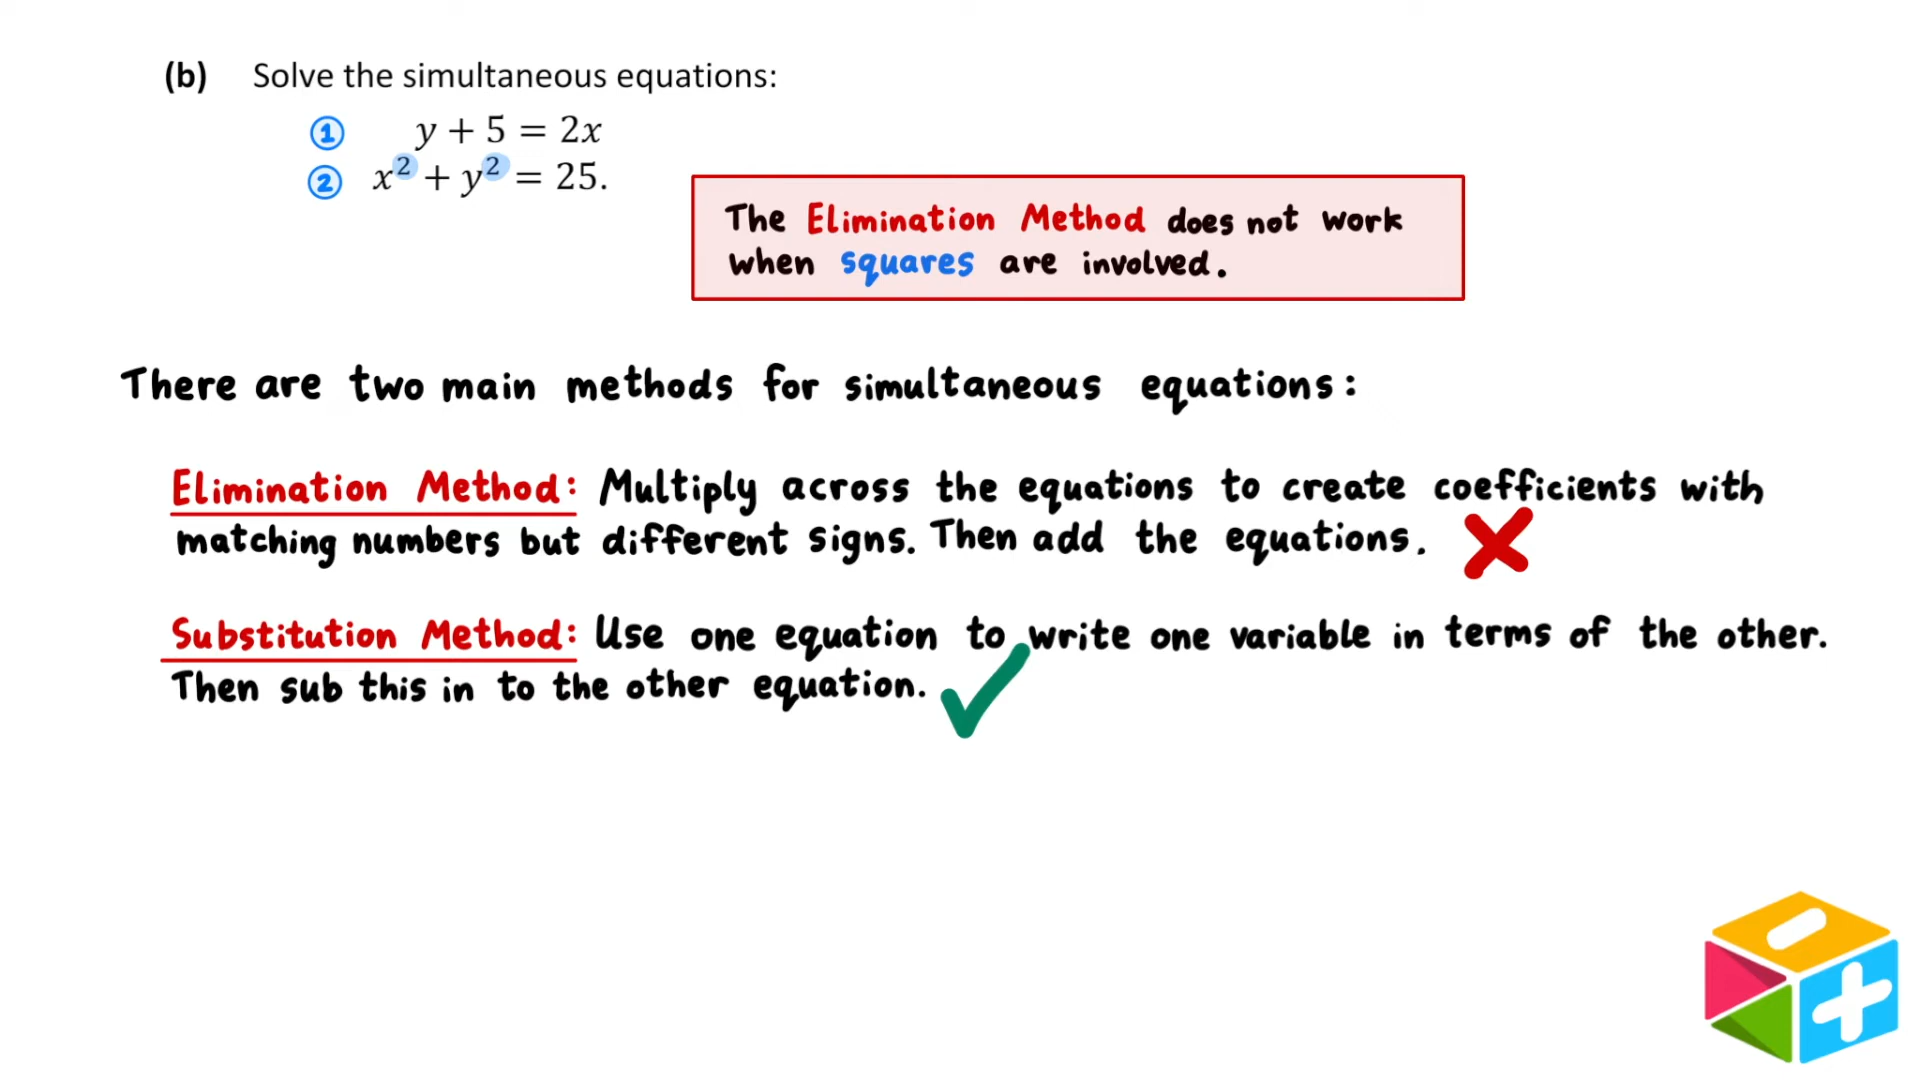 (b) Solve the simultaneous equations:
① y + 5 = 2x
② x² + y² = 25.
The Elimination Method does not work
when squares are involved.
There are two main methods for simultaneous equations:
Elimination Method: Multiply across the equations to create coefficients with
matching numbers but different signs. Then add the equations.
Substitution Method: Use one equation to write one variable in terms of the other.
Then sub this in to the other equation.